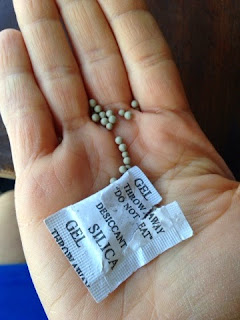 GEL
THROW AWAY
"DO NOT EAT"
DESICCANT
SILICA
GEL
THROW AWAY